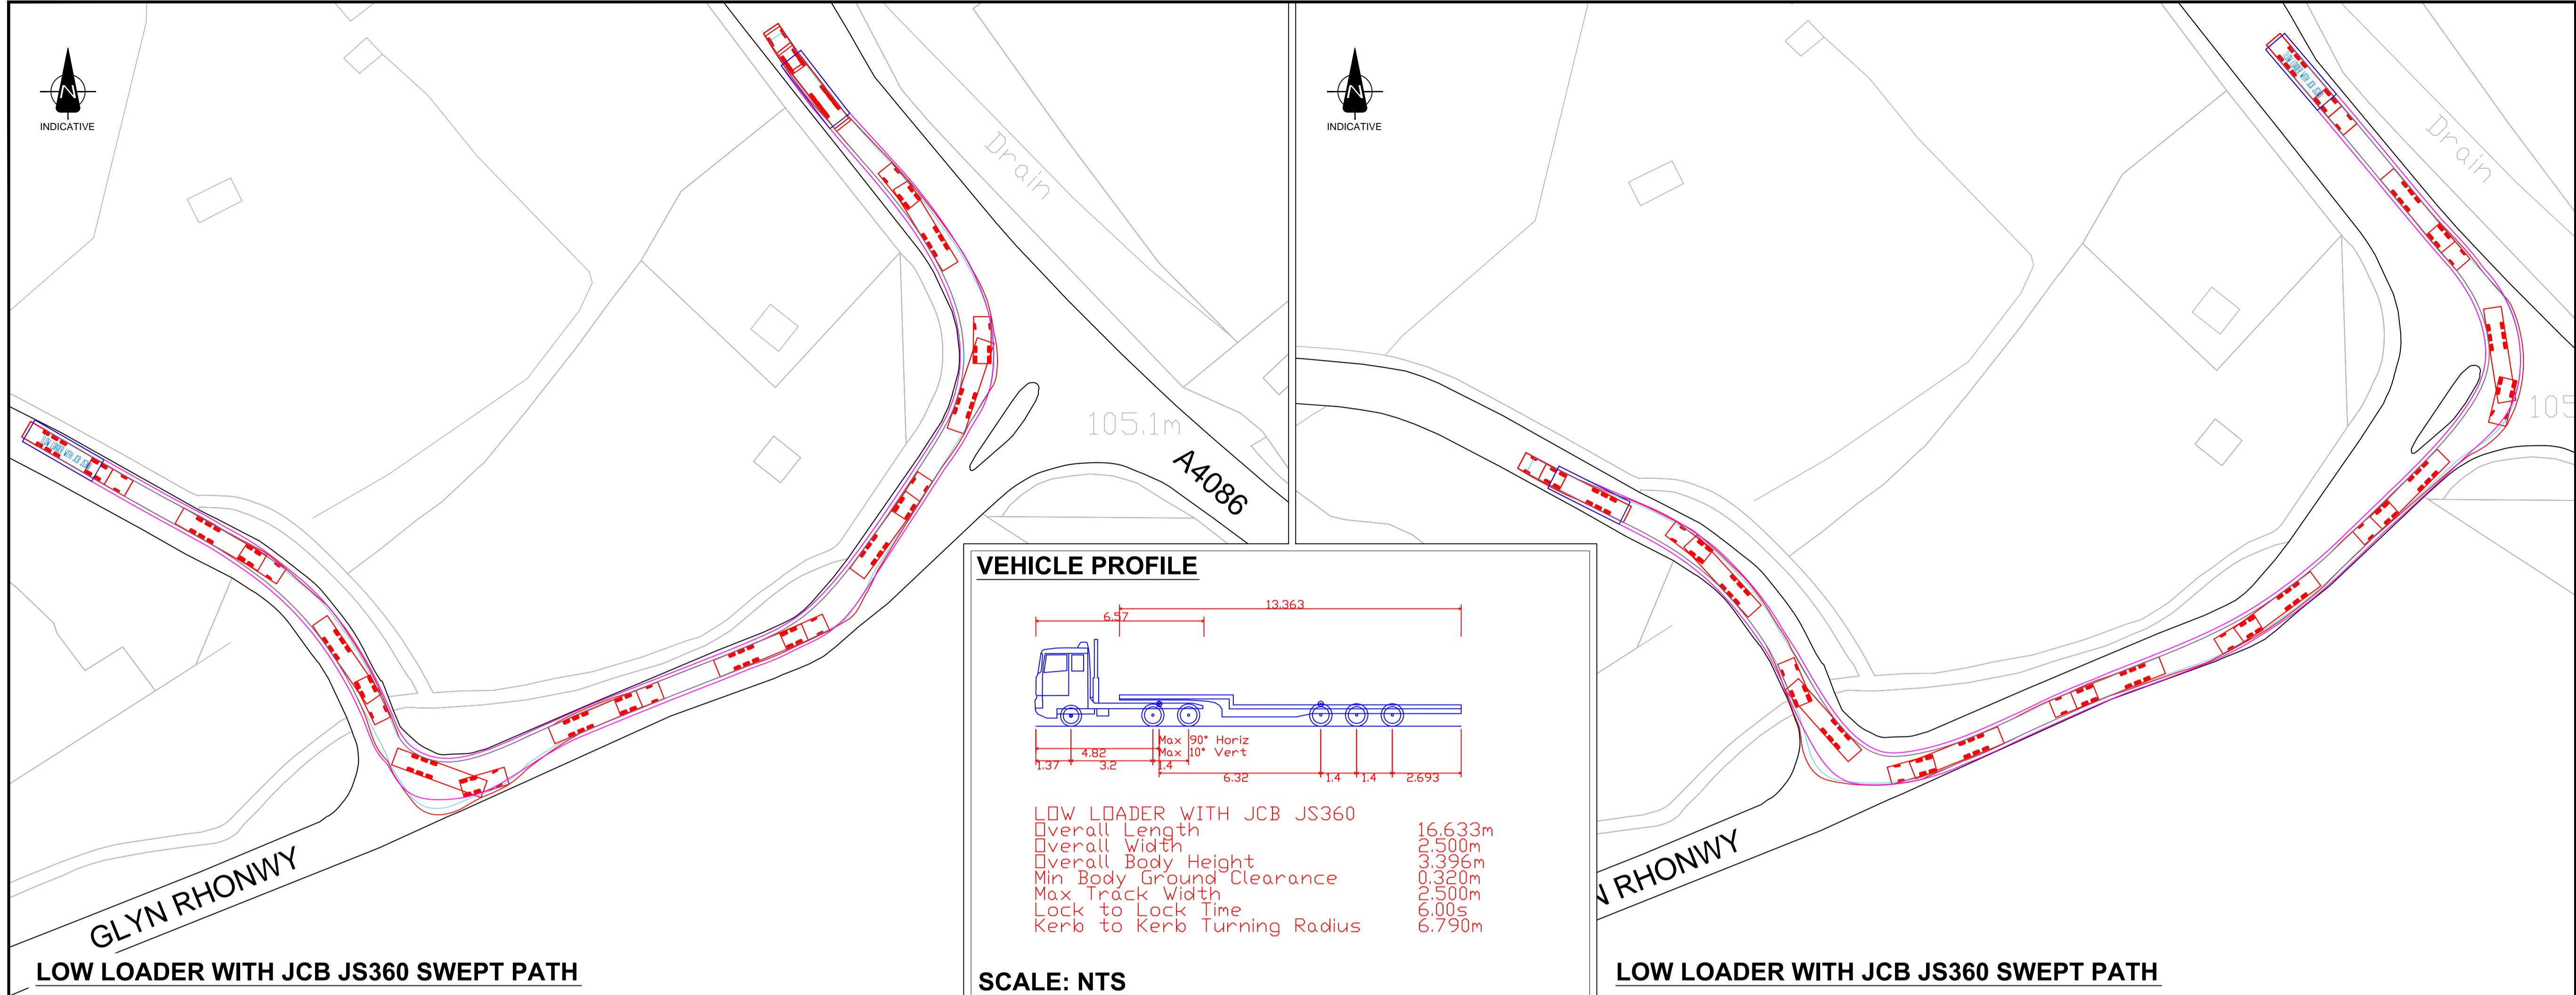 N
INDICATIVE
Drain
105.1m
A4086
GLYN RHONWY
LOW LOADER WITH JCB JS360
LOW LOADER WITH JCB JS360 SWEPT PATH
VEHICLE PROFILE
6.57
13.363
Max 90° Horiz
Max 10° Vert
4.82
1.37
3.2
1.4
6.32
1.4
1.4
2.693
LOW LOADER WITH JCB JS360
Overall Length 16.633m
Overall Width 2.500m
Overall Body Height 3.396m
Min Body Ground Clearance 0.320m
Max Track Width 2.500m
Lock to Lock Time 6.00s
Kerb to Kerb Turning Radius 6.790m
SCALE: NTS
N
INDICATIVE
Drain
105
N RHONWY
LOW LOADER WITH JCB JS360 SWEPT PATH